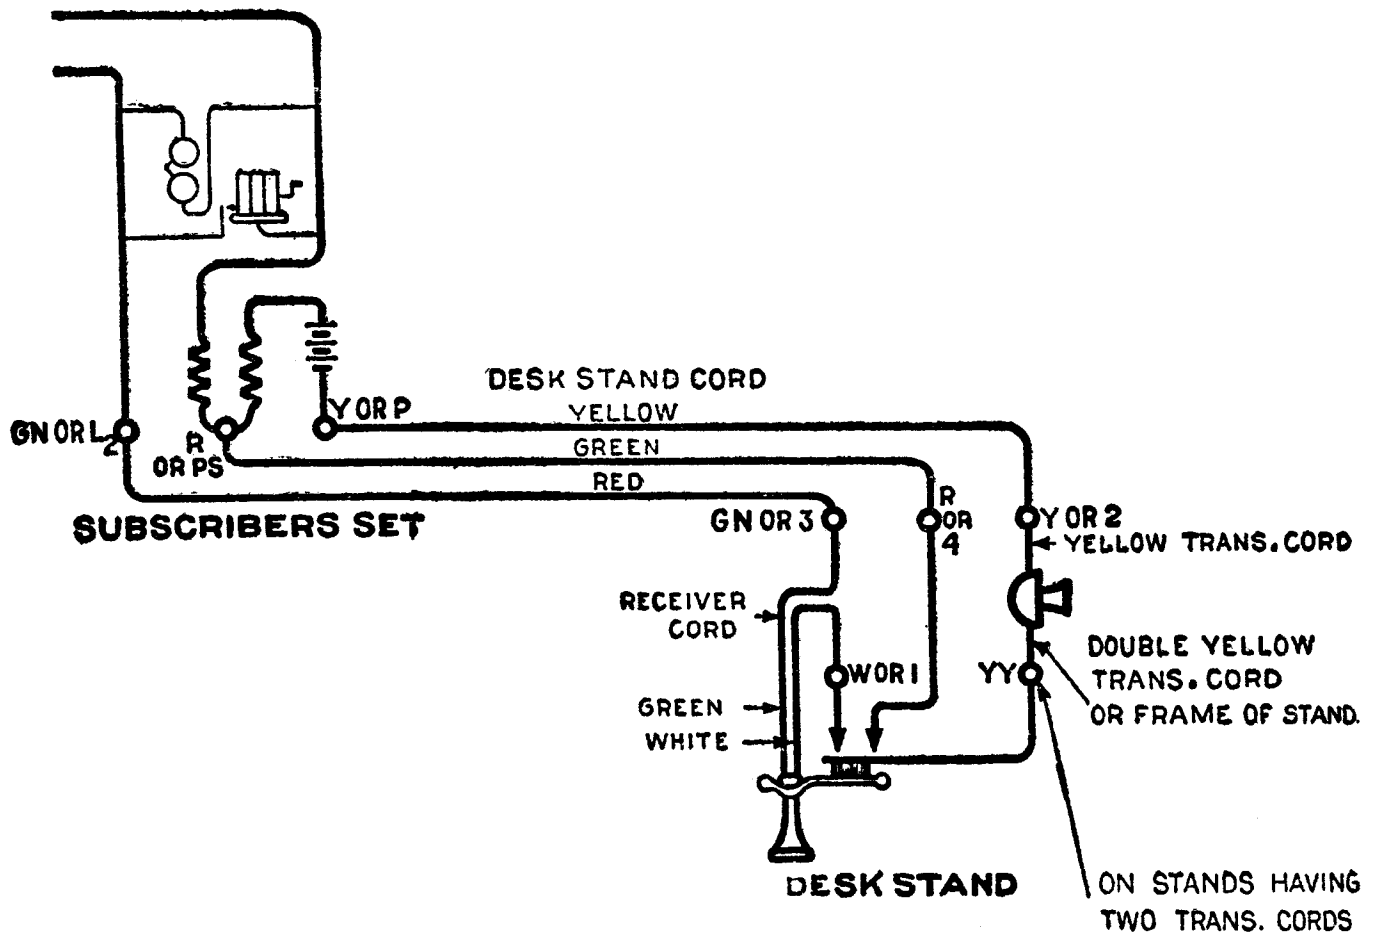 DESK STAND CORD
YELLOW
Y OR P
GN OR L
2
R
OR PS
GREEN
RED
SUBSCRIBERS SET
GN OR 3
R
OR
4
Y OR 2
YELLOW TRANS. CORD
RECEIVER
CORD
DOUBLE YELLOW
TRANS. CORD
OR FRAME OF STAND.
W OR 1
YY
GREEN
WHITE
DESK STAND
ON STANDS HAVING
TWO TRANS. CORDS